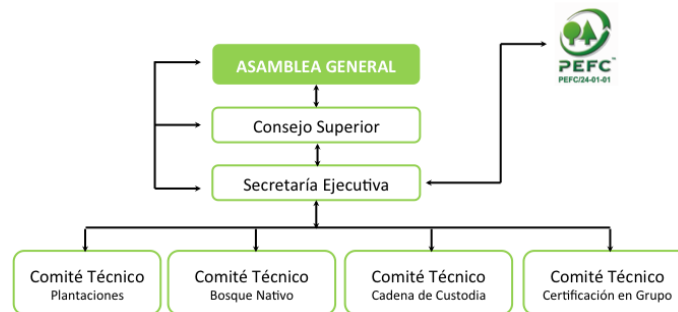 ASAMBLEA GENERAL
PEFC™
PEFC/24-01-01
Consejo Superior
Secretaría Ejecutiva
Comité Técnico
Plantaciones
Comité Técnico
Bosque Nativo
Comité Técnico
Cadena de Custodia
Comité Técnico
Certificación en Grupo